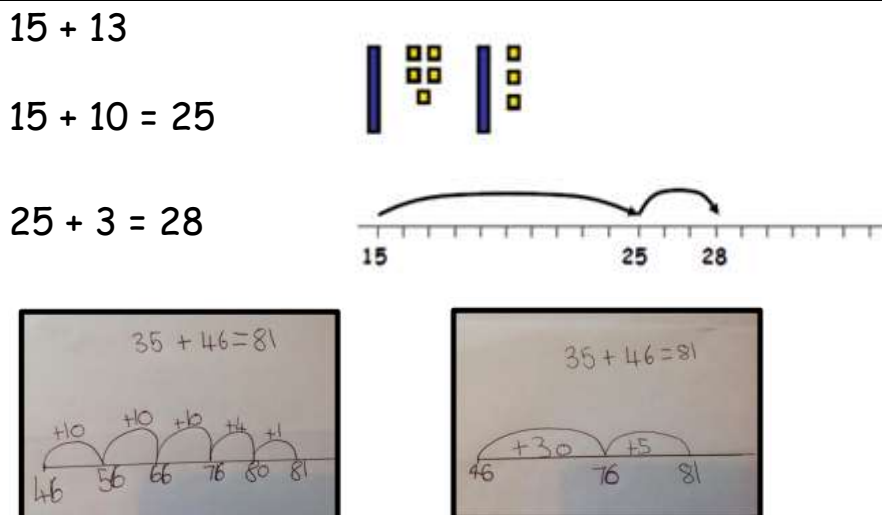 15 + 13
15 + 10 = 25
25 + 3 = 28
15 25 28
35 + 46 = 81
+10 +10 +10 +4 +1
46 56 66 76 80 81
35 + 46 = 81
+30 +5
46 76 81